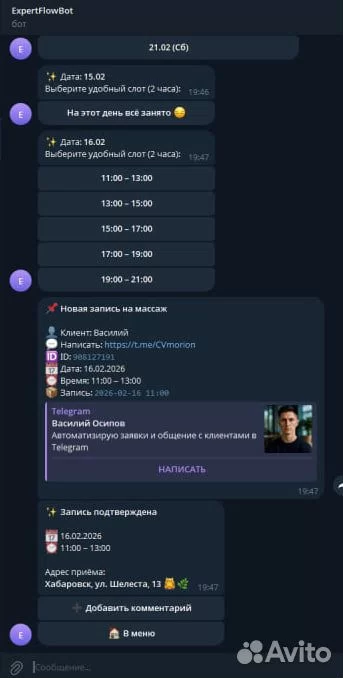 ExpertFlowBot
бот
21.02 (Сб)
✨ Дата: 15.02
Выберите удобный слот (2 часа):
19:46
На этот день всё занято 😔
✨ Дата: 16.02
Выберите удобный слот (2 часа):
19:47
11:00 – 13:00
13:00 – 15:00
15:00 – 17:00
17:00 – 19:00
19:00 – 21:00
📌 Новая запись на массаж
👤 Клиент: Василий
💬 Написать: https://t.me/CVmorion
🆔 ID: 908127191
📅 Дата: 16.02.2026
⏰ Время: 11:00 – 13:00
📦 Запись: 2026-02-16 11:00
Telegram
Василий Осипов
Автоматизирую заявки и общение с клиентами в
Telegram
НАПИСАТЬ
19:47
✨ Запись подтверждена
📅 16.02.2026
⏰ 11:00 – 13:00
Адрес приёма:
Хабаровск, ул. Шелеста, 13
19:47
➕ Добавить комментарий
🏠 В меню
Сообщение...
E
E
E
E
Avito